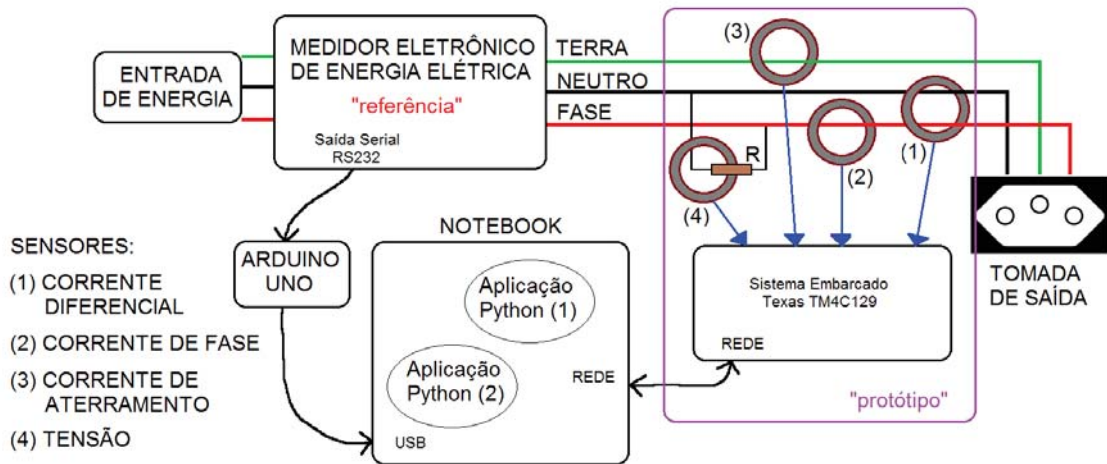 ENTRADA
DE ENERGIA
MEDIDOR ELETRÔNICO
DE ENERGIA ELÉTRICA
"referência"
Saída Serial
RS232
TERRA
NEUTRO
FASE
(3)
(1)
(2)
R
(4)
TOMADA
DE SAÍDA
Sistema Embarcado
Texas TM4C129
REDE
"protótipo"
NOTEBOOK
Aplicação
Python (1)
Aplicação
Python (2)
REDE
USB
ARDUINO
UNO
SENSORES:
(1) CORRENTE
DIFERENCIAL
(2) CORRENTE DE FASE
(3) CORRENTE DE
ATERRAMENTO
(4) TENSÃO